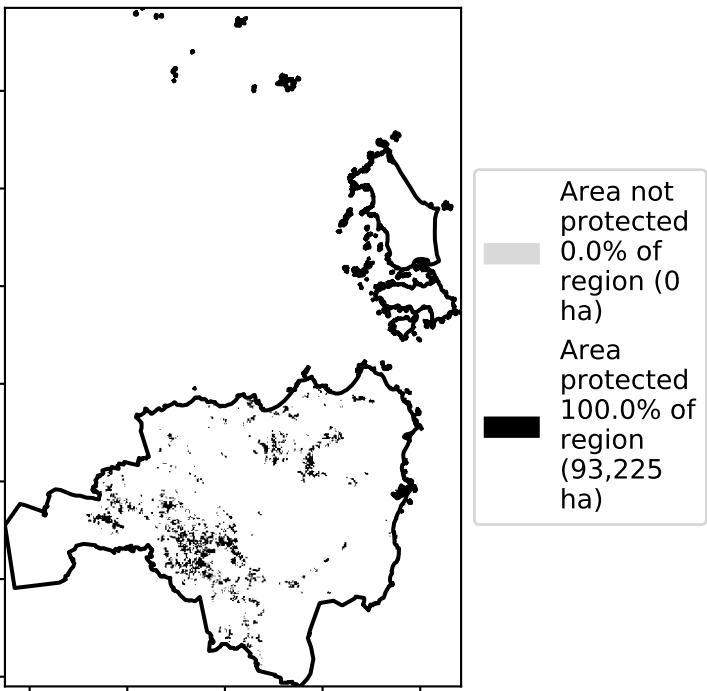 Area not
protected
0.0% of
region (0
ha)
Area
protected
100.0% of
region
(93,225
ha)